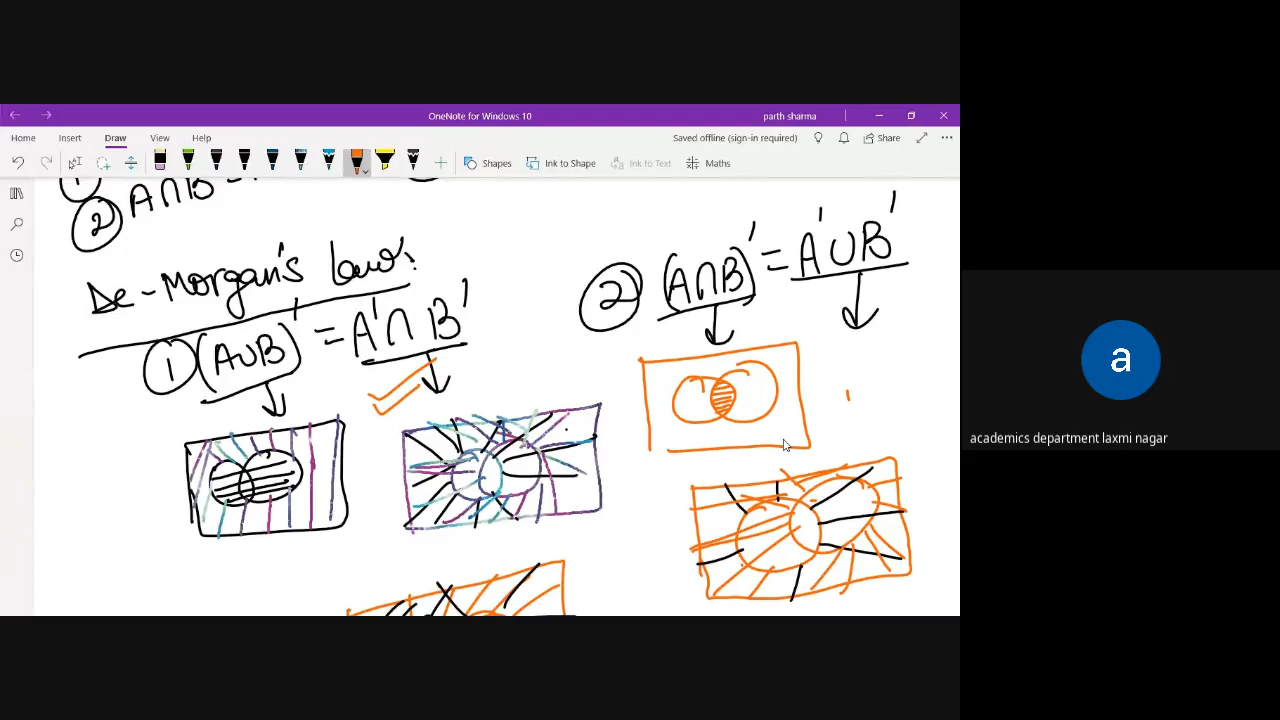 OneNote for Windows 10
parth sharma
Home Insert Draw View Help
Saved offline (sign-in required)
Share
Shapes
Ink to Shape
Ink to Text
Maths
②
A∩B
De-Morgan's law:
① (A∪B)' = A'∩B'
② (A∩B)' = A'∪B'
a
academics department laxmi nagar